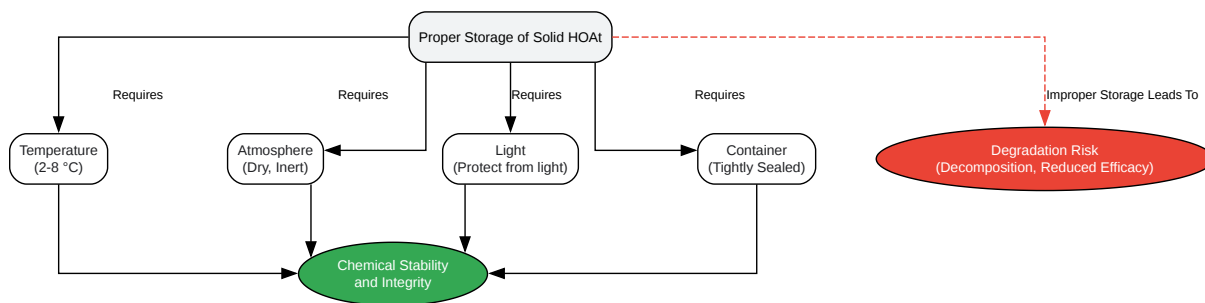 Proper Storage of Solid HOAt
Requires
Requires
Requires
Requires
Improper Storage Leads To
Temperature
(2-8 °C)
Atmosphere
(Dry, Inert)
Light
(Protect from light)
Container
(Tightly Sealed)
Degradation Risk
(Decomposition, Reduced Efficacy)
Chemical Stability
and Integrity